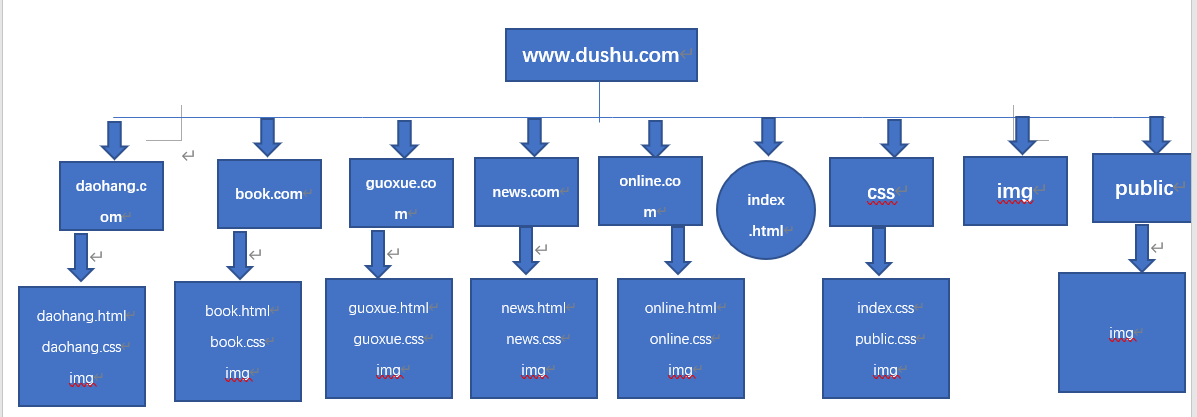 www.dushu.com
daohang.c
om
book.com
guoxue.co
m
news.com
online.co
m
index
.html
css
img
public
daohang.html
daohang.css
img
book.html
book.css
img
guoxue.html
guoxue.css
img
news.html
news.css
img
online.html
online.css
img
index.css
public.css
img
img